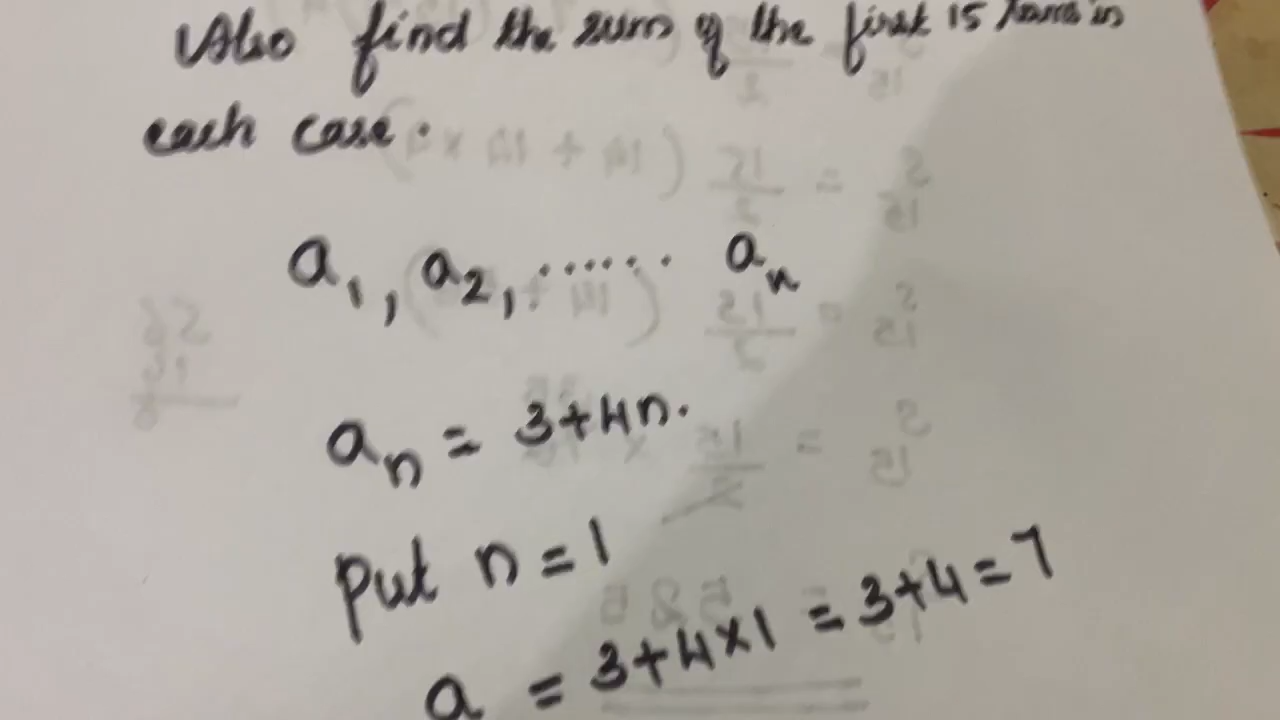 Also find the sum of the first 15 terms in
each case.
a1, a2, ...... an
an = 3+4n.
Put n = 1
a = 3+4×1 = 3+4 = 7